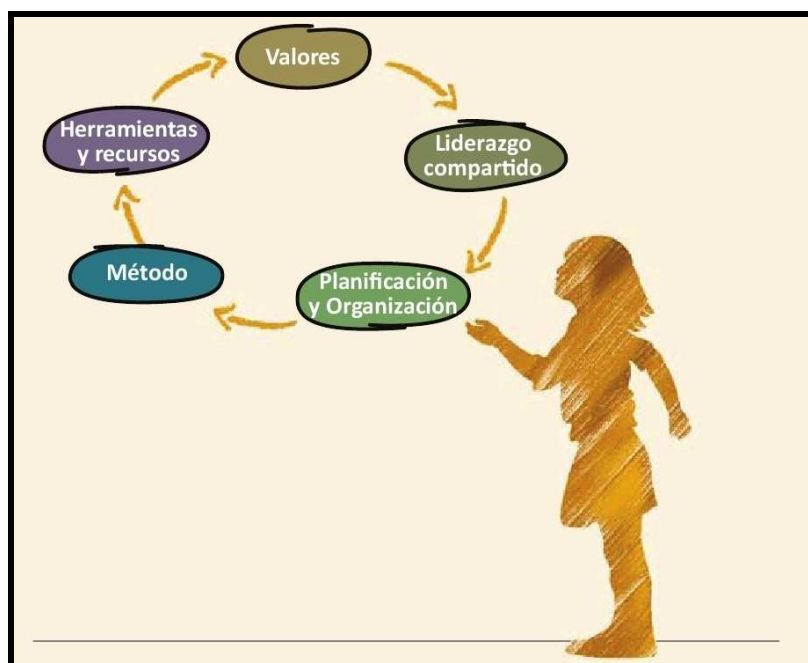 Valores
Liderazgo
compartido
Planificación
y Organización
Método
Herramientas
y recursos